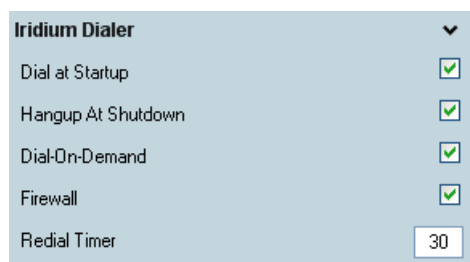 Iridium Dialer
Dial at Startup
Hangup At Shutdown
Dial-On-Demand
Firewall
Redial Timer 30